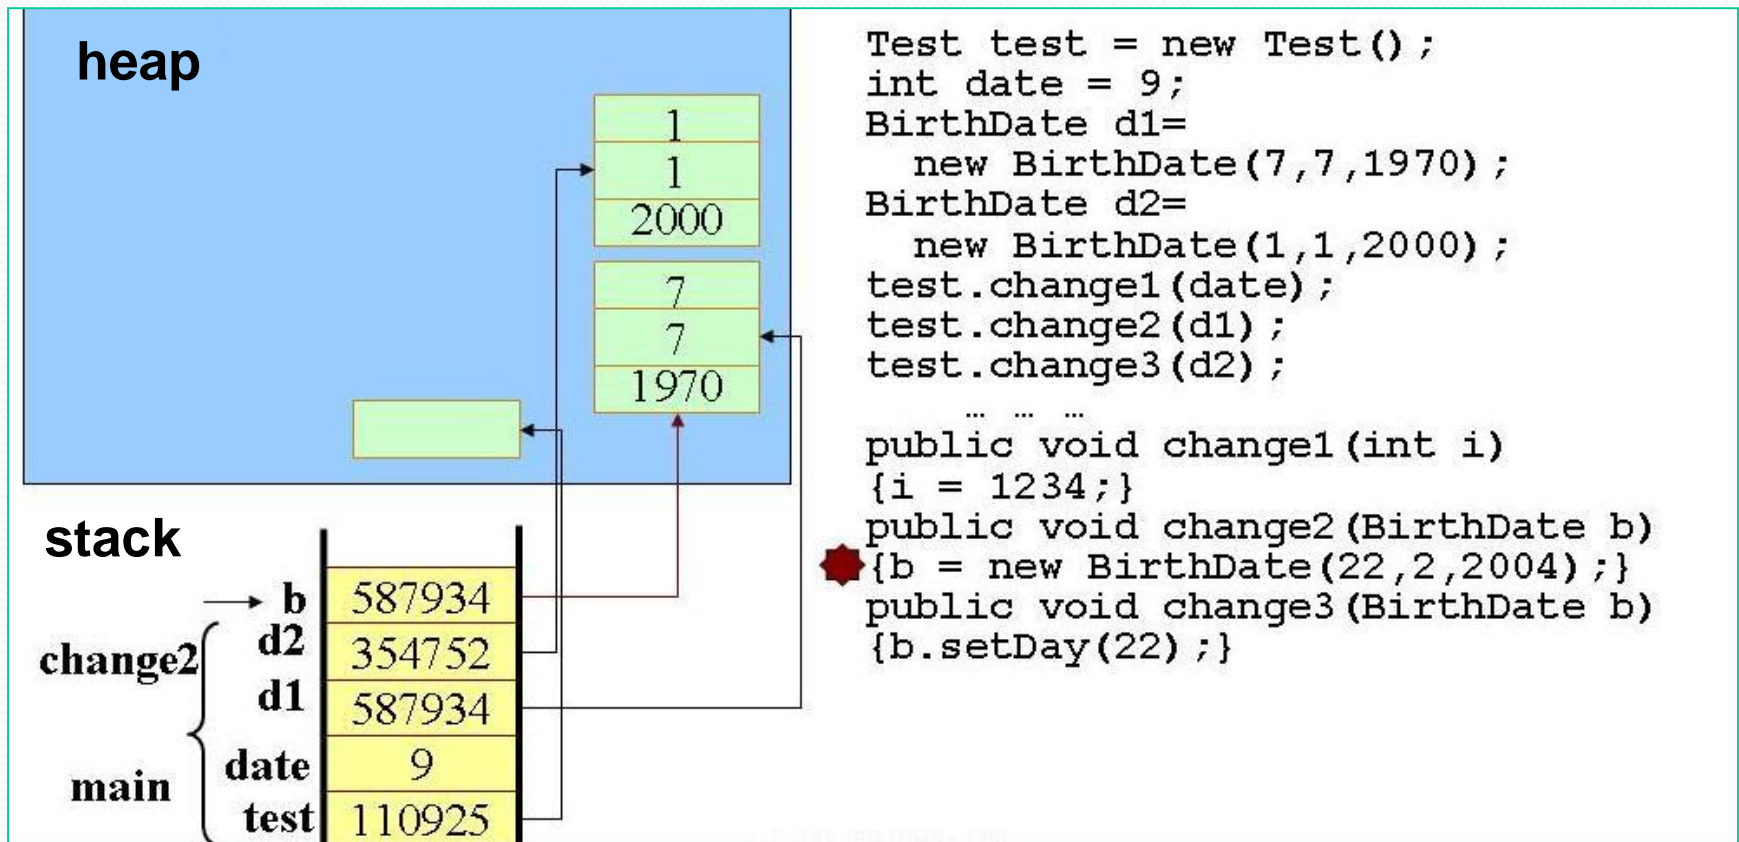 heap
1
1
2000
7
7
1970
stack
b
587934
change2
d2
354752
d1
587934
main
date
9
test
110925
Test test = new Test();
int date = 9;
BirthDate d1=
new BirthDate(7,7,1970);
BirthDate d2=
new BirthDate(1,1,2000);
test.change1(date);
test.change2(d1);
test.change3(d2);
… … …
public void change1(int i)
{i = 1234;}
public void change2(BirthDate b)
{b = new BirthDate(22,2,2004);}
public void change3(BirthDate b)
{b.setDay(22);}